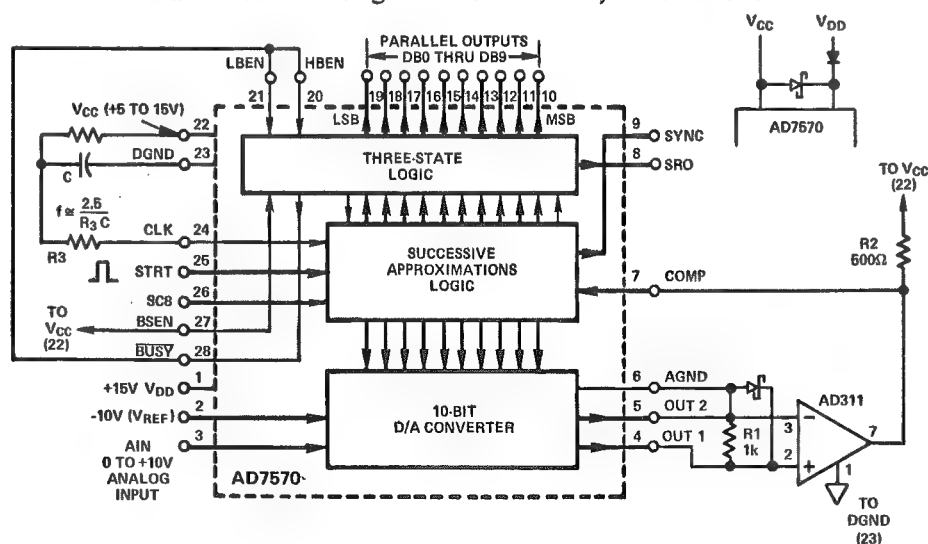 PARALLEL OUTPUTS
DB0 THRU DB9
LBEN
HBEN
21
20
19 18 17 16 15 14 13 12 11 10
LSB
MSB
VCC
VDD
AD7570
VCC (+5 TO 15V)
22
DGND
23
C
f ≃ 2.5
R3 C
R3
CLK
24
STRT
25
SC8
26
BSEN
27
TO
VCC
(22)
BUSY
28
+15V VDD
1
-10V (VREF)
2
AIN
3
0 TO +10V
ANALOG
INPUT
AD7570
THREE-STATE
LOGIC
SUCCESSIVE
APPROXIMATIONS
LOGIC
10-BIT
D/A CONVERTER
9
SYNC
8
SRO
7
COMP
6
AGND
5
OUT 2
4
OUT 1
R1
1k
TO VCC
(22)
R2
500Ω
AD311
3
−
2
+
7
1
TO
DGND
(23)